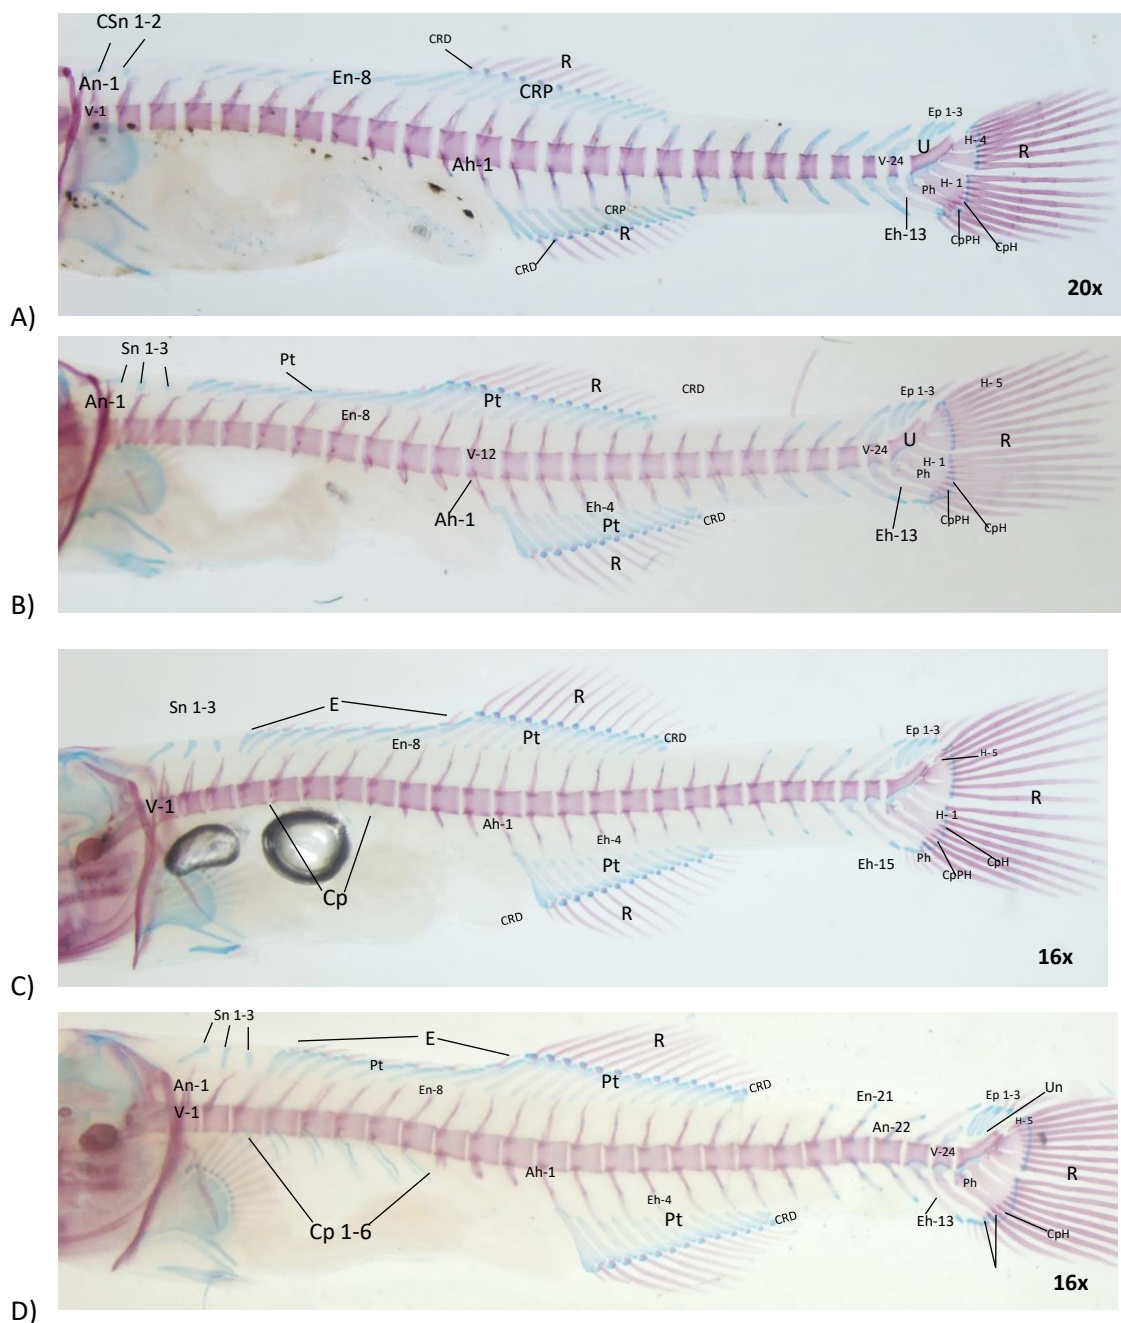 CSn 1-2
CRD
R
An-1
En-8
CRP
V-1
Ep 1-3
H- 4
U
V-24
R
Ah-1
Ph
H- 1
CRP
R
Eh-13
CpPH
CpH
CRD
20x
A)
Sn 1-3
Pt
R
CRD
Ep 1-3
H- 5
An-1
Pt
En-8
U
R
V-12
V-24
H- 1
Ph
Ah-1
Eh-4
Pt
CRD
Eh-13
CpPH
CpH
R
B)
Sn 1-3
E
R
En-8
Pt
CRD
Ep 1-3
H- 5
V-1
R
Ah-1
H- 1
Eh-4
Pt
Eh-15
Ph
CpPH
CpH
Cp
CRD
R
16x
C)
Sn 1-3
E
R
Pt
Pt
CRD
An-1
En-8
En-21
Ep 1-3
Un
V-1
An-22
H- 5
V-24
R
Ah-1
Ph
Eh-4
Pt
CRD
Eh-13
Cp 1-6
CpH
16x
D)